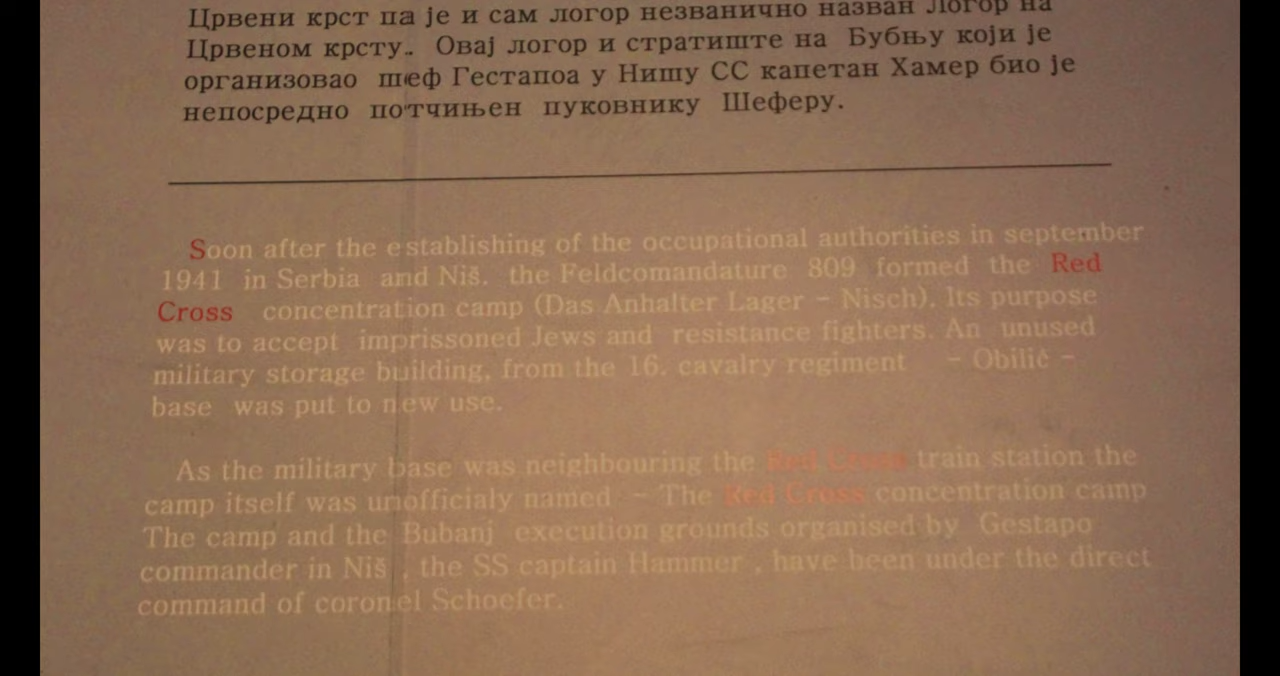 Црвени крст па је и сам логор незванично назван Логор на
Црвеном крсту.. Овај логор и стратиште на Бубњу који је
организовао шеф Гестапоа у Нишу СС капетан Хамер био је
непосредно потчињен пуковнику Шеферу.
Soon after the establishing of the occupational authorities in september
1941 in Serbia and Niš. the Feldcomandature 809 formed the Red
Cross concentration camp (Das Anhalter Lager - Nisch). Its purpose
was to accept imprissoned Jews and resistance fighters. An unused
military storage building, from the 16. cavalry regiment - Obilić -
base was put to new use.
As the military base was neighbouring the Red Cross train station the
camp itself was unofficialy named - The Red Cross concentration camp
The camp and the Bubanj execution grounds organised by Gestapo
commander in Niš , the SS captain Hammer , have been under the direct
command of coronel Schoefer.